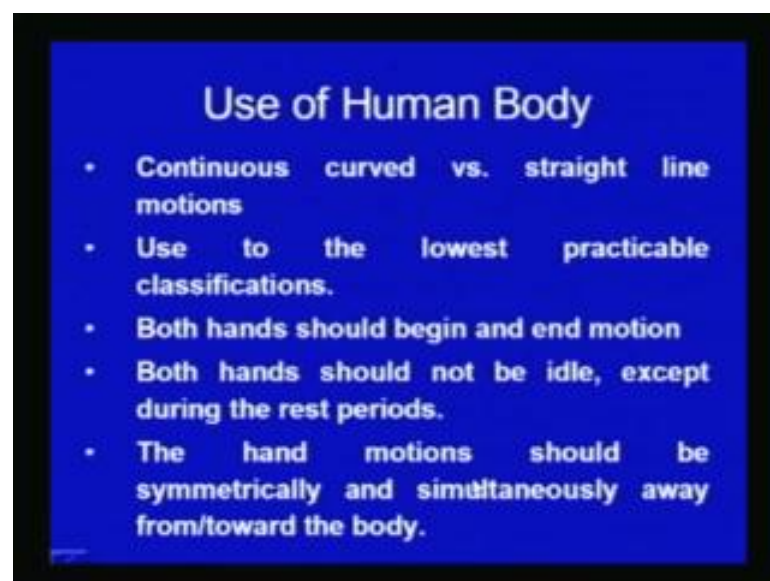 Use of Human Body
• Continuous curved vs. straight line
motions
• Use to the lowest practicable
classifications.
• Both hands should begin and end motion
• Both hands should not be idle, except
during the rest periods.
• The hand motions should be
symmetrically and simultaneously away
from/toward the body.